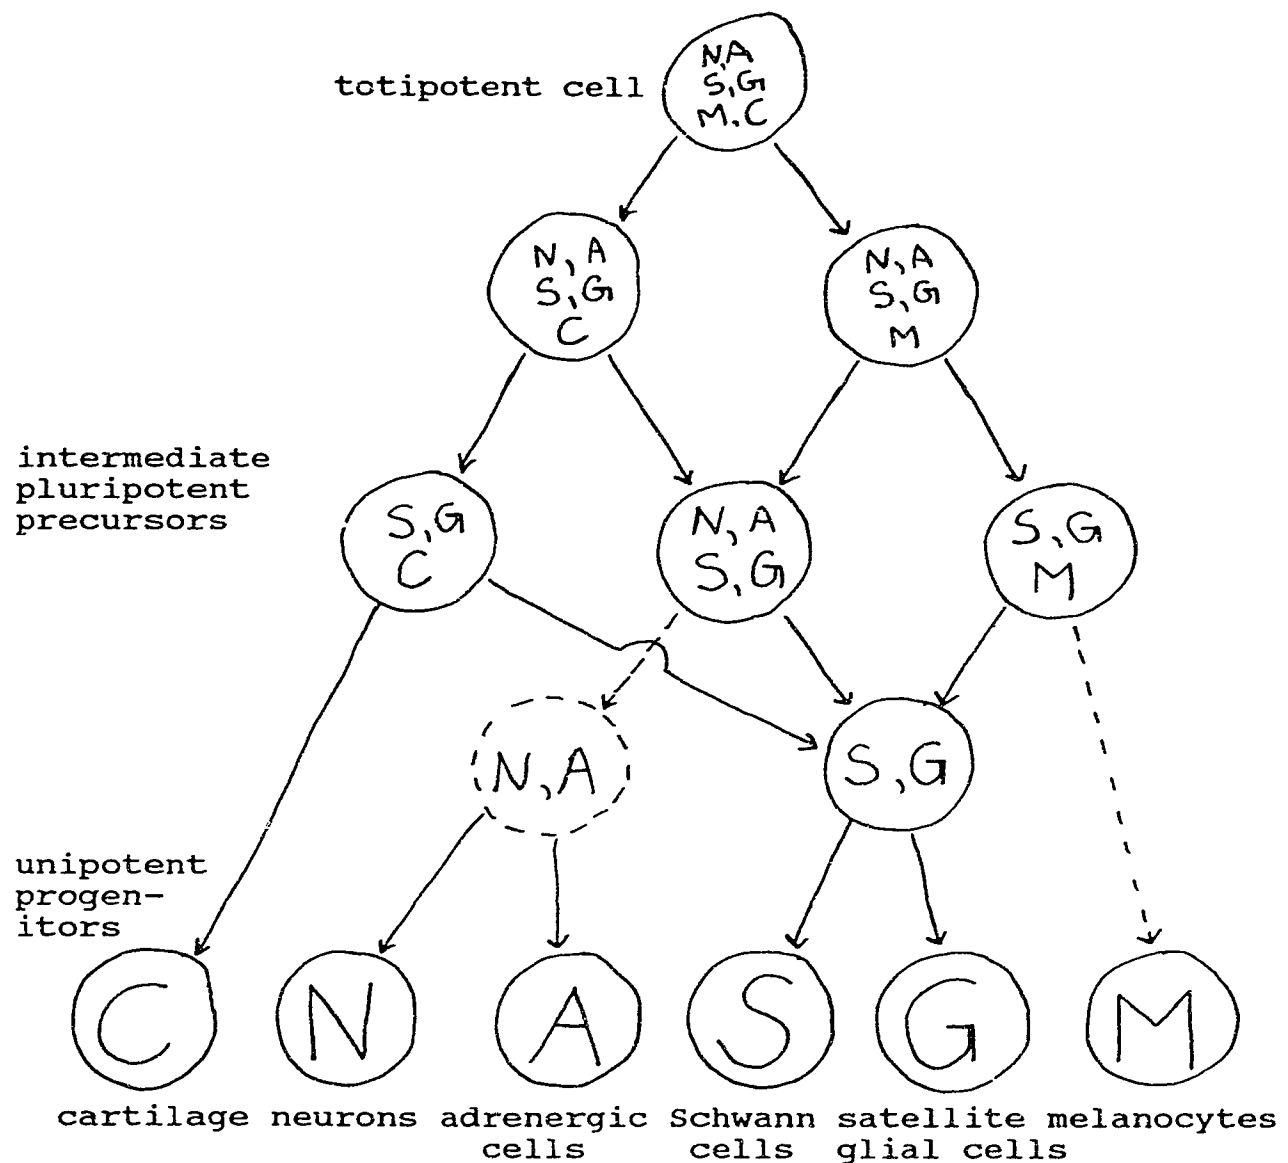 totipotent cell
N,A
S,G
M,C
N, A
S,G
C
N,A
S,G
M
intermediate
pluripotent
precursors
S,G
C
N, A
S,G
S,G
M
N,A
S,G
unipotent
progen-
itors
C
N
A
S
G
M
cartilage
neurons
adrenergic
cells
Schwann
cells
satellite
glial cells
melanocytes